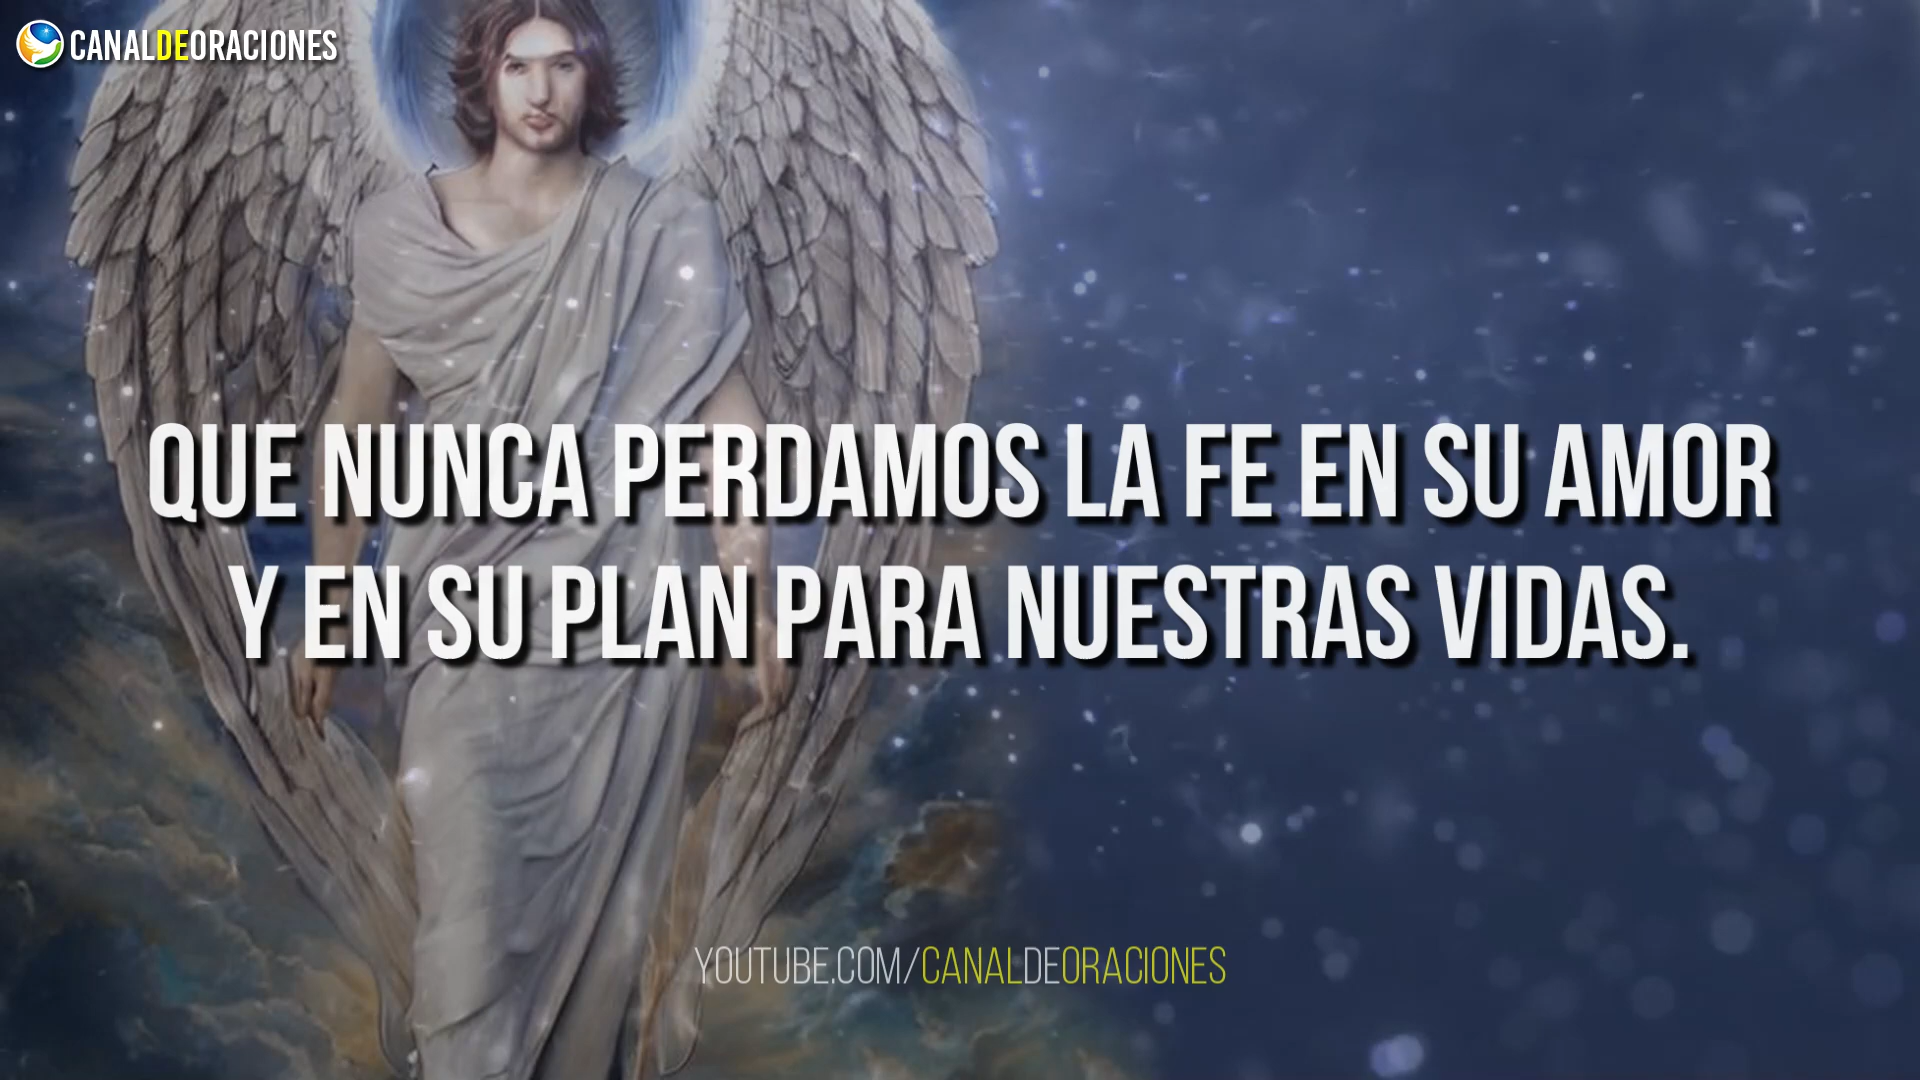 CANALDEORACIONES
QUE NUNCA PERDAMOS LA FE EN SU AMOR
Y EN SU PLAN PARA NUESTRAS VIDAS.
YOUTUBE.COM/CANALDEORACIONES